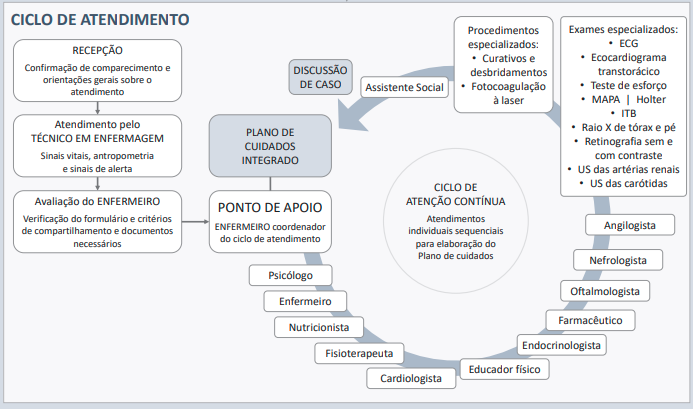 CICLO DE ATENDIMENTO
RECEPÇÃO
Confirmação de comparecimento e
orientações gerais sobre o
atendimento
Atendimento pelo
TÉCNICO EM ENFERMAGEM
Sinais vitais, antropometria
e sinais de alerta
Avaliação do ENFERMEIRO
Verificação do formulário e critérios
de compartilhamento e documentos
necessários
PLANO DE
CUIDADOS
INTEGRADO
PONTO DE APOIO
ENFERMEIRO coordenador
do ciclo de atendimento
DISCUSSÃO
DE CASO
Assistente Social
Procedimentos
especializados:
• Curativos e
desbridamentos
• Fotocoagulação
à laser
Exames especializados:
• ECG
• Ecocardiograma
transtorácico
• Teste de esforço
• MAPA | Holter
• ITB
• Raio X de tórax e pé
• Retinografia sem e
com contraste
• US das artérias renais
• US das carótidas
CICLO DE
ATENÇÃO CONTÍNUA
Atendimentos
individuais sequenciais
para elaboração do
Plano de cuidados
Angilogista
Nefrologista
Oftalmologista
Farmacêutico
Endocrinologista
Educador físico
Cardiologista
Fisioterapeuta
Nutricionista
Enfermeiro
Psicólogo